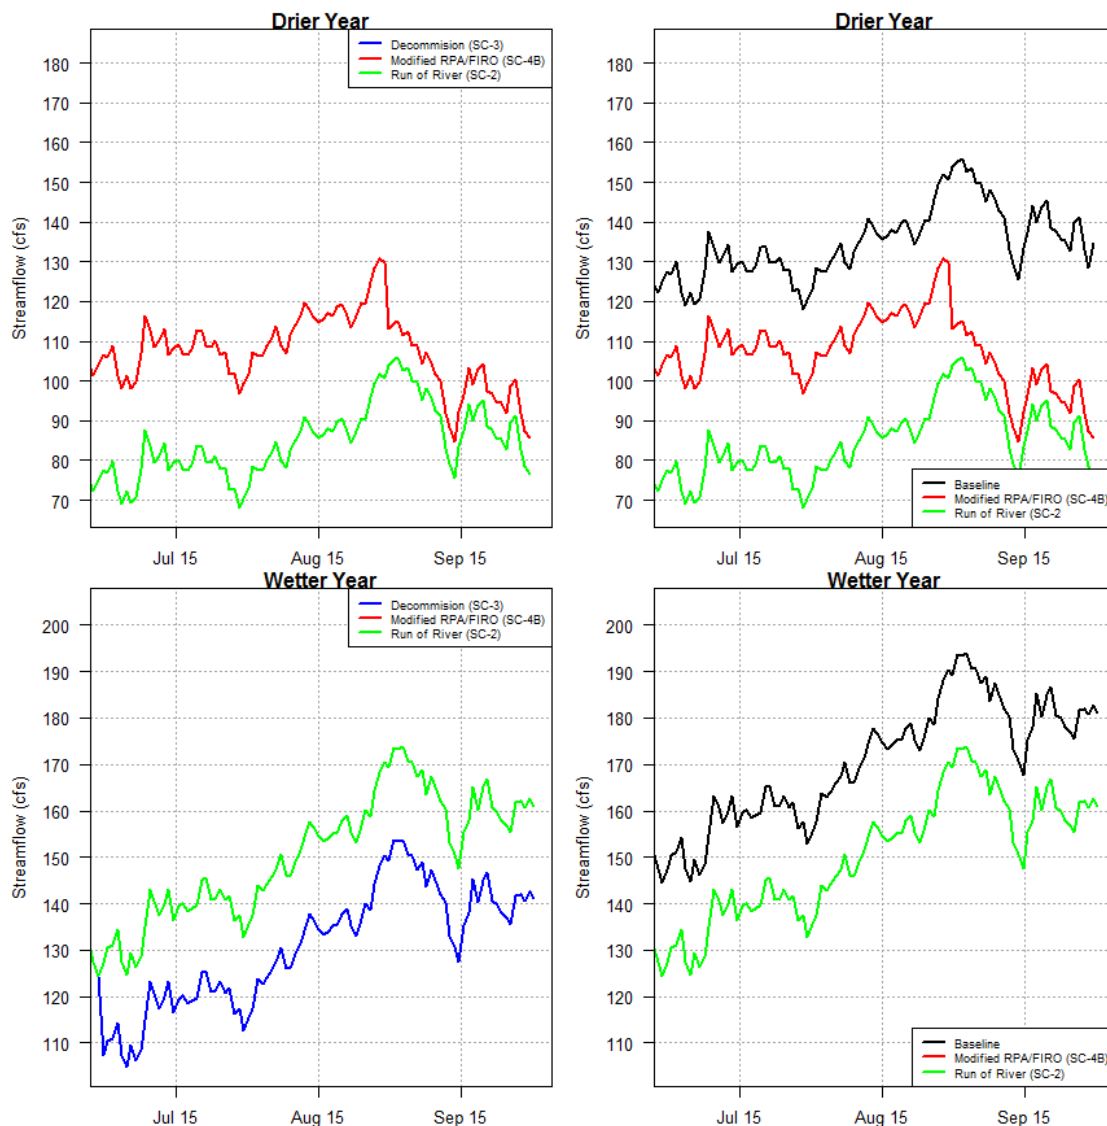 Drier Year
Decommision (SC-3)
Modified RPA/FIRO (SC-4B)
Run of River (SC-2)
180
170
160
150
140
130
120
110
100
90
80
70
Streamflow (cfs)
Jul 15
Aug 15
Sep 15
Drier Year
180
170
160
150
140
130
120
110
100
90
80
70
Streamflow (cfs)
Baseline
Modified RPA/FIRO (SC-4B)
Run of River (SC-2
Jul 15
Aug 15
Sep 15
Wetter Year
Decommision (SC-3)
Modified RPA/FIRO (SC-4B)
Run of River (SC-2)
200
190
180
170
160
150
140
130
120
110
Streamflow (cfs)
Jul 15
Aug 15
Sep 15
Wetter Year
200
190
180
170
160
150
140
130
120
110
Streamflow (cfs)
Baseline
Modified RPA/FIRO (SC-4B)
Run of River (SC-2)
Jul 15
Aug 15
Sep 15